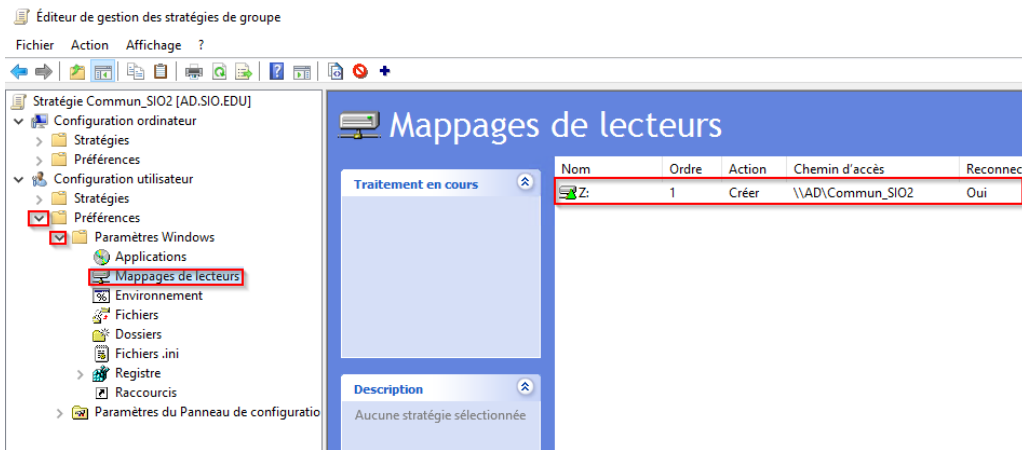 Éditeur de gestion des stratégies de groupe
Fichier Action Affichage ?
Stratégie Commun_SIO2 [AD.SIO.EDU]
Configuration ordinateur
Stratégies
Préférences
Configuration utilisateur
Stratégies
Préférences
Paramètres Windows
Applications
Mappages de lecteurs
Environnement
Fichiers
Dossiers
Fichiers .ini
Registre
Raccourcis
Paramètres du Panneau de configuratio
Mappages de lecteurs
Traitement en cours
Description
Aucune stratégie sélectionnée
Nom Ordre Action Chemin d'accès Reconnec
Z: 1 Créer \\AD\Commun_SIO2 Oui